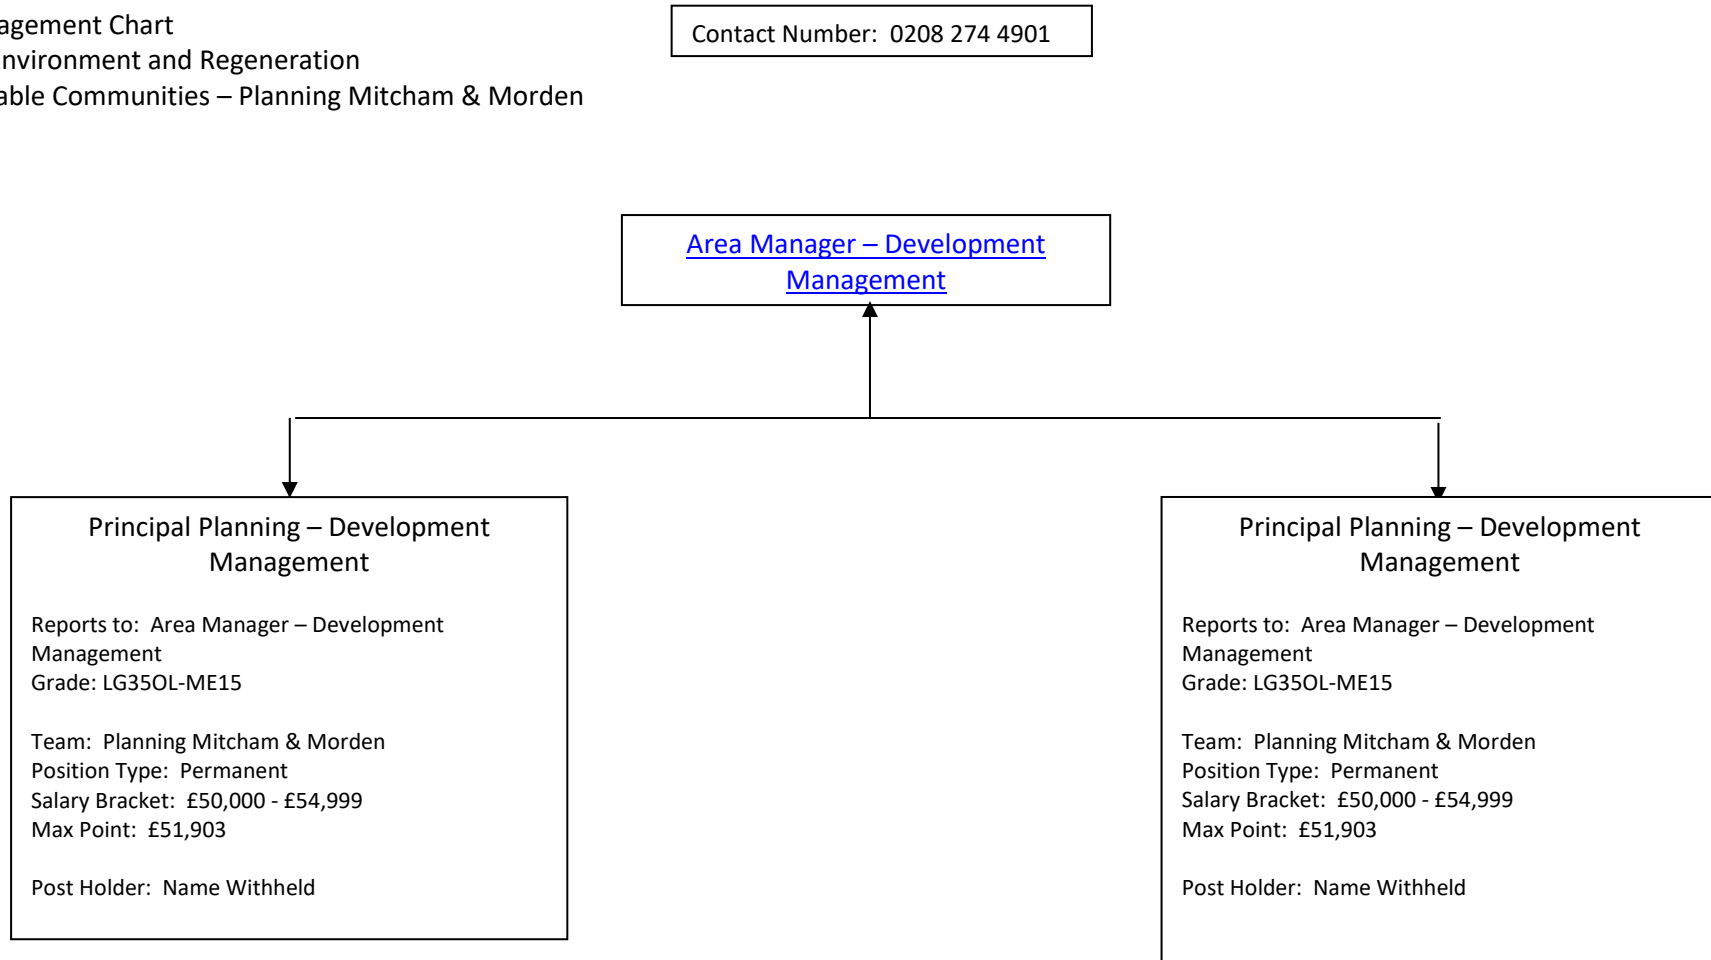 agement Chart
nvironment and Regeneration
able Communities – Planning Mitcham & Morden
Contact Number: 0208 274 4901
Area Manager – Development
Management
Principal Planning – Development
Management
Reports to: Area Manager – Development
Management
Grade: LG35OL-ME15
Team: Planning Mitcham & Morden
Position Type: Permanent
Salary Bracket: £50,000 - £54,999
Max Point: £51,903
Post Holder: Name Withheld
Principal Planning – Development
Management
Reports to: Area Manager – Development
Management
Grade: LG35OL-ME15
Team: Planning Mitcham & Morden
Position Type: Permanent
Salary Bracket: £50,000 - £54,999
Max Point: £51,903
Post Holder: Name Withheld